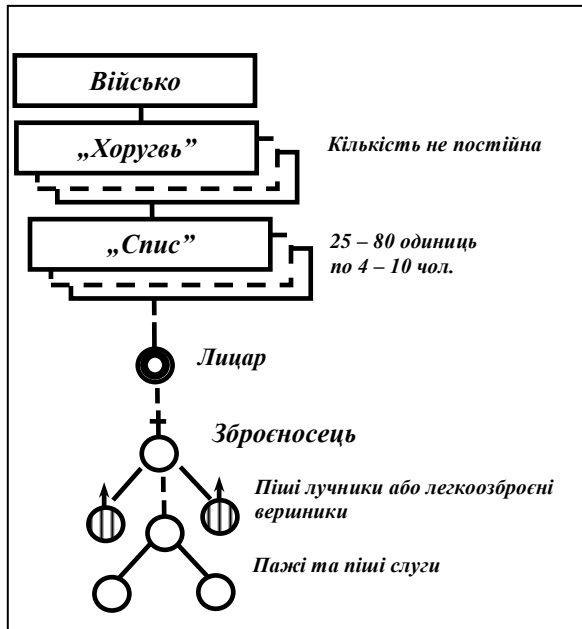 Військо
„Хоругвь”
Кількість не постійна
„Спис”
25 – 80 одиниць
по 4 – 10 чол.
Лицар
Зброєносець
Піші лучники або легкоозброєні
вершники
Пажі та піші слуги